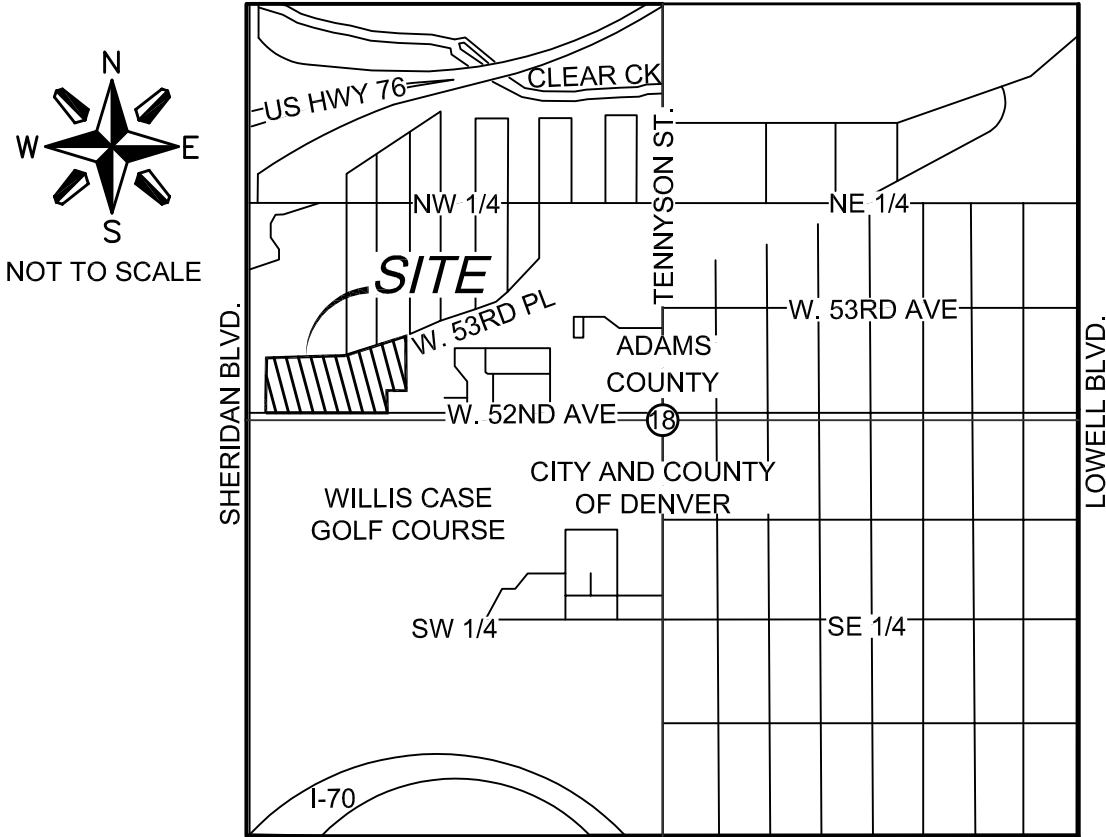 N
W E
S
NOT TO SCALE
US HWY 76
CLEAR CK
TENNYSON ST.
NW 1/4
NE 1/4
SITE
W. 53RD PL
W. 53RD AVE
ADAMS
COUNTY
SHERIDAN BLVD.
LOWELL BLVD.
W. 52ND AVE
18
CITY AND COUNTY
OF DENVER
WILLIS CASE
GOLF COURSE
SW 1/4
SE 1/4
I-70